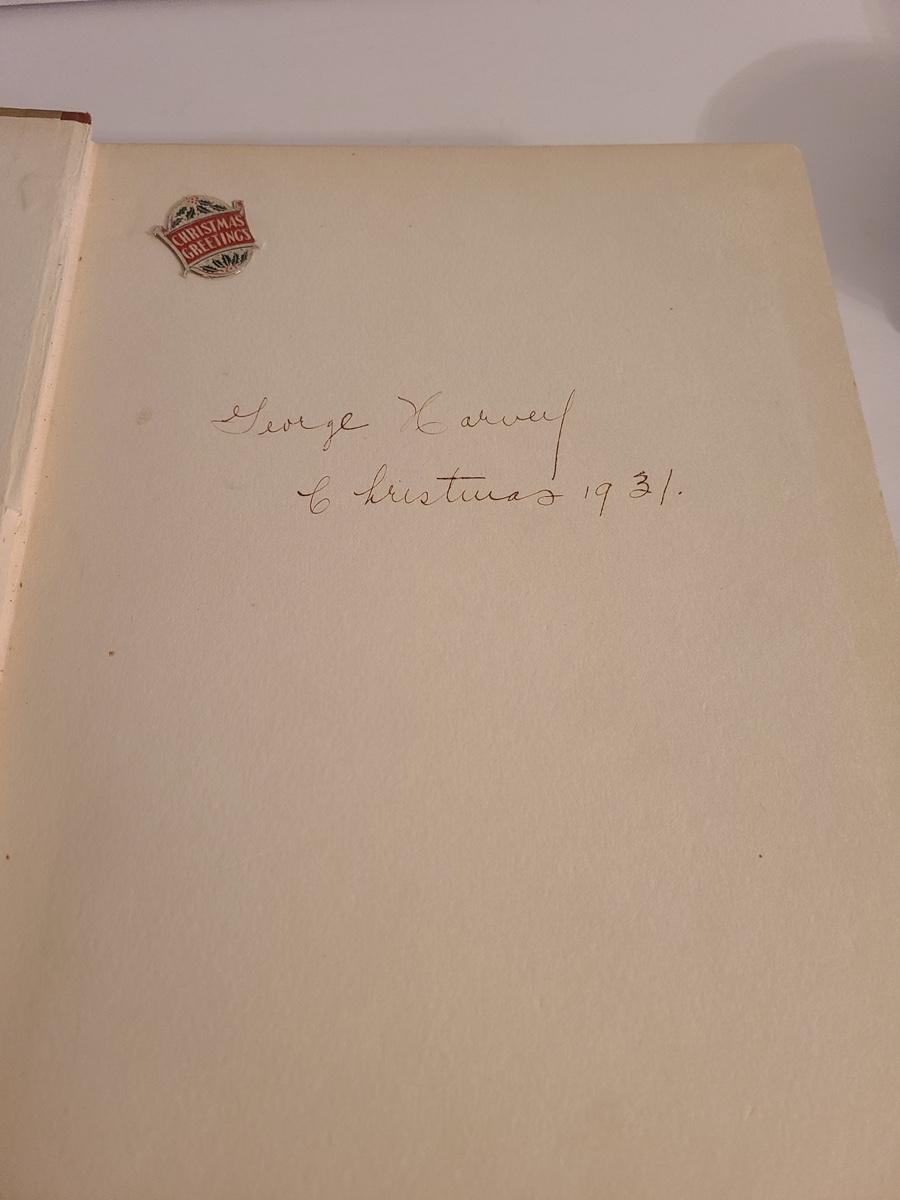 CHRISTMAS
GREETINGS
George Harvey
Christmas 1931.